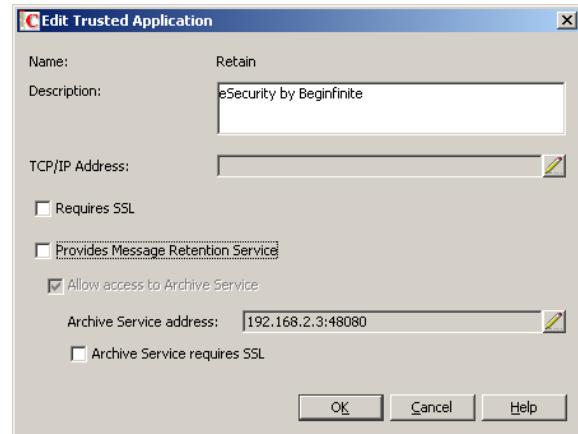 Edit Trusted Application
Name: Retain
Description: eSecurity by Beginfinite
TCP/IP Address:
Requires SSL
Provides Message Retention Service
Allow access to Archive Service
Archive Service address: 192.168.2.3:48080
Archive Service requires SSL
OK Cancel Help